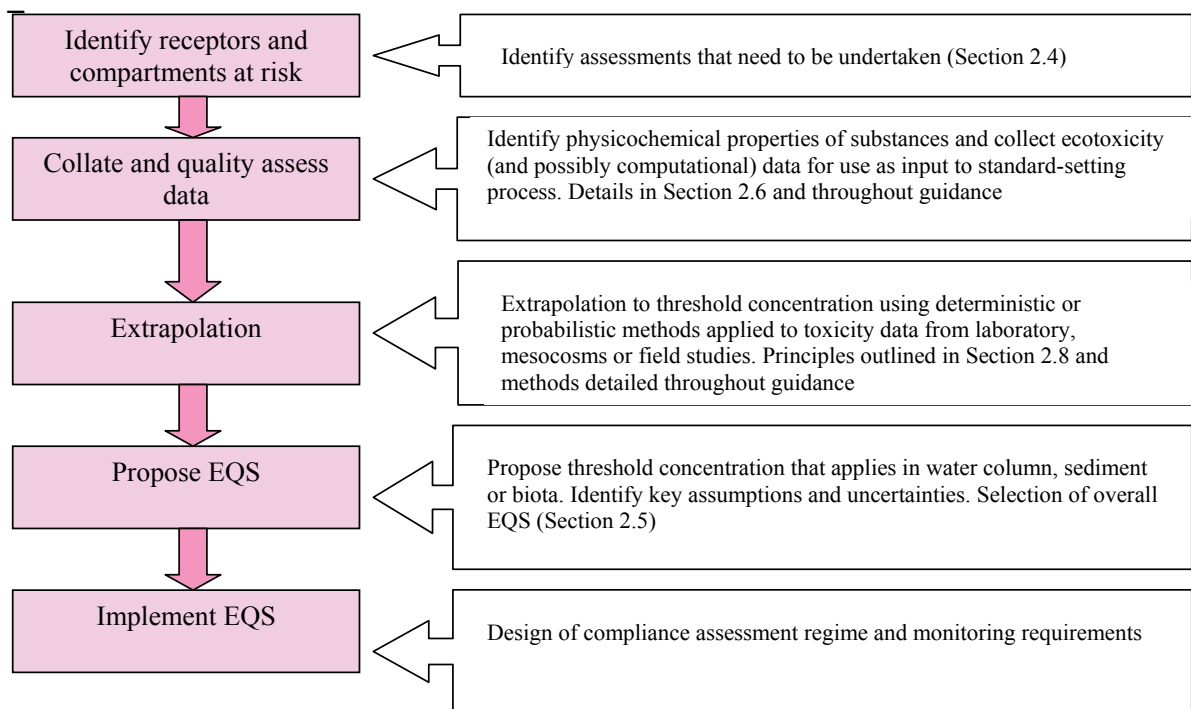 Identify receptors and
compartments at risk
Identify assessments that need to be undertaken (Section 2.4)
Collate and quality assess
data
Identify physicochemical properties of substances and collect ecotoxicity
(and possibly computational) data for use as input to standard-setting
process. Details in Section 2.6 and throughout guidance
Extrapolation
Extrapolation to threshold concentration using deterministic or
probabilistic methods applied to toxicity data from laboratory,
mesocosms or field studies. Principles outlined in Section 2.8 and
methods detailed throughout guidance
Propose EQS
Propose threshold concentration that applies in water column, sediment
or biota. Identify key assumptions and uncertainties. Selection of overall
EQS (Section 2.5)
Implement EQS
Design of compliance assessment regime and monitoring requirements